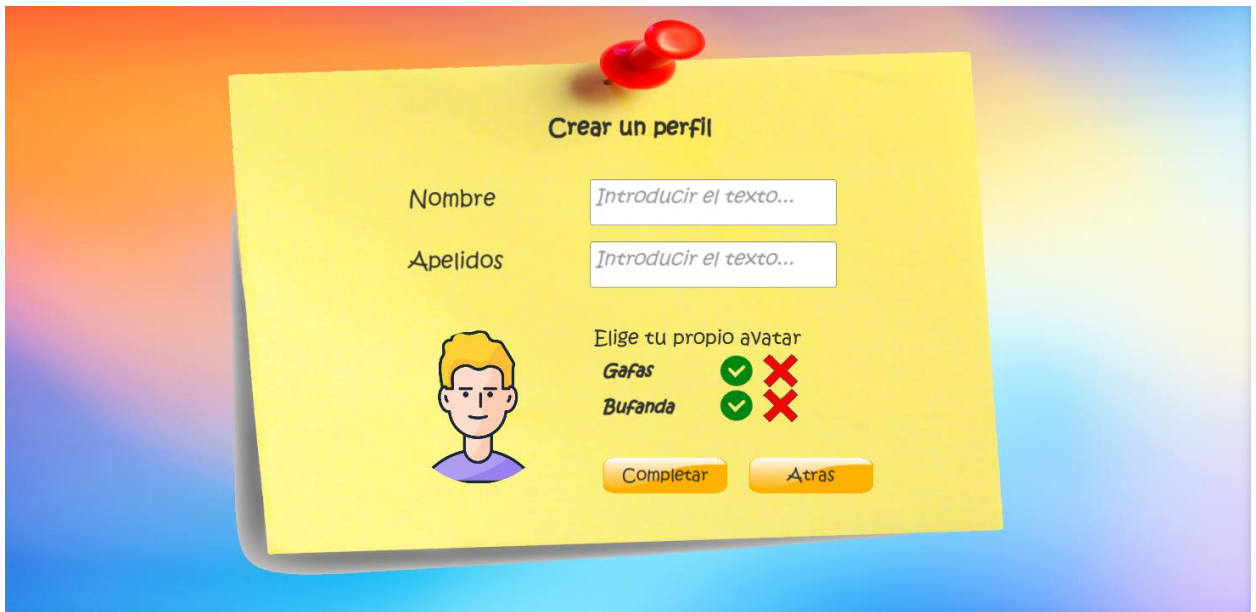 Crear un perfil
Nombre
Introducir el texto...
Apelidos
Introducir el texto...
Elige tu propio avatar
Gafas
Bufanda
Completar
Atras